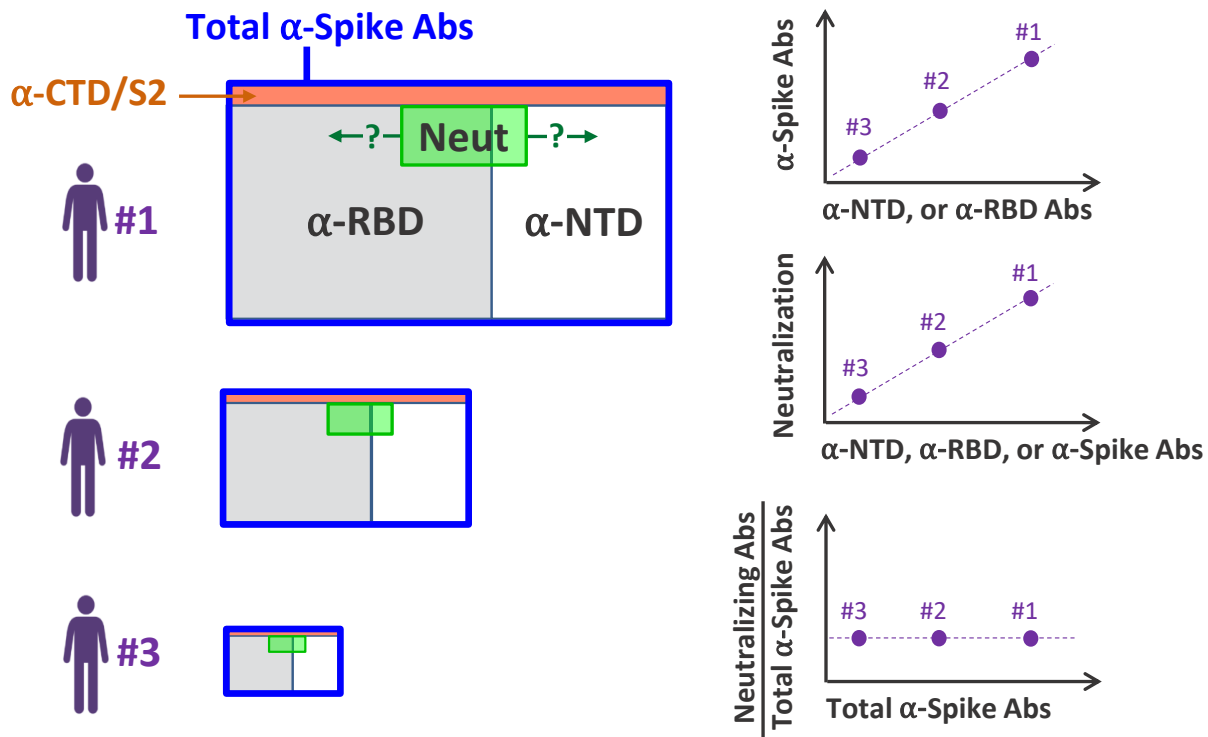 Total α-Spike Abs
α-CTD/S2
?
Neut
?
#1
α-RBD
α-NTD
#2
#3
α-Spike Abs
#1
#2
#3
α-NTD, or α-RBD Abs
Neutralization
#1
#2
#3
α-NTD, α-RBD, or α-Spike Abs
Neutralizing Abs
Total α-Spike Abs
#3
#2
#1
Total α-Spike Abs